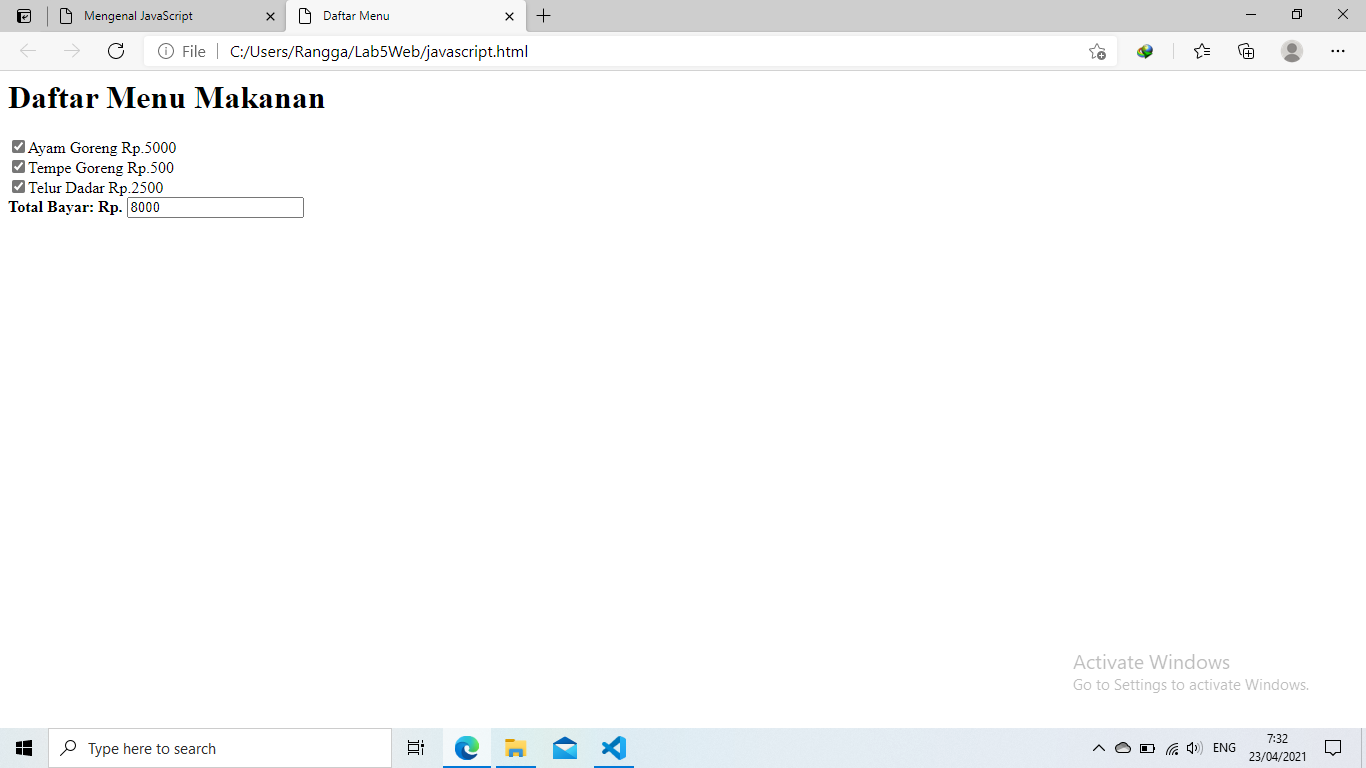 Mengenal JavaScript
Daftar Menu
File
C:/Users/Rangga/Lab5Web/javascript.html
Daftar Menu Makanan
Ayam Goreng Rp.5000
Tempe Goreng Rp.500
Telur Dadar Rp.2500
Total Bayar: Rp. 8000
Activate Windows
Go to Settings to activate Windows.
Type here to search
ENG
7:32
23/04/2021